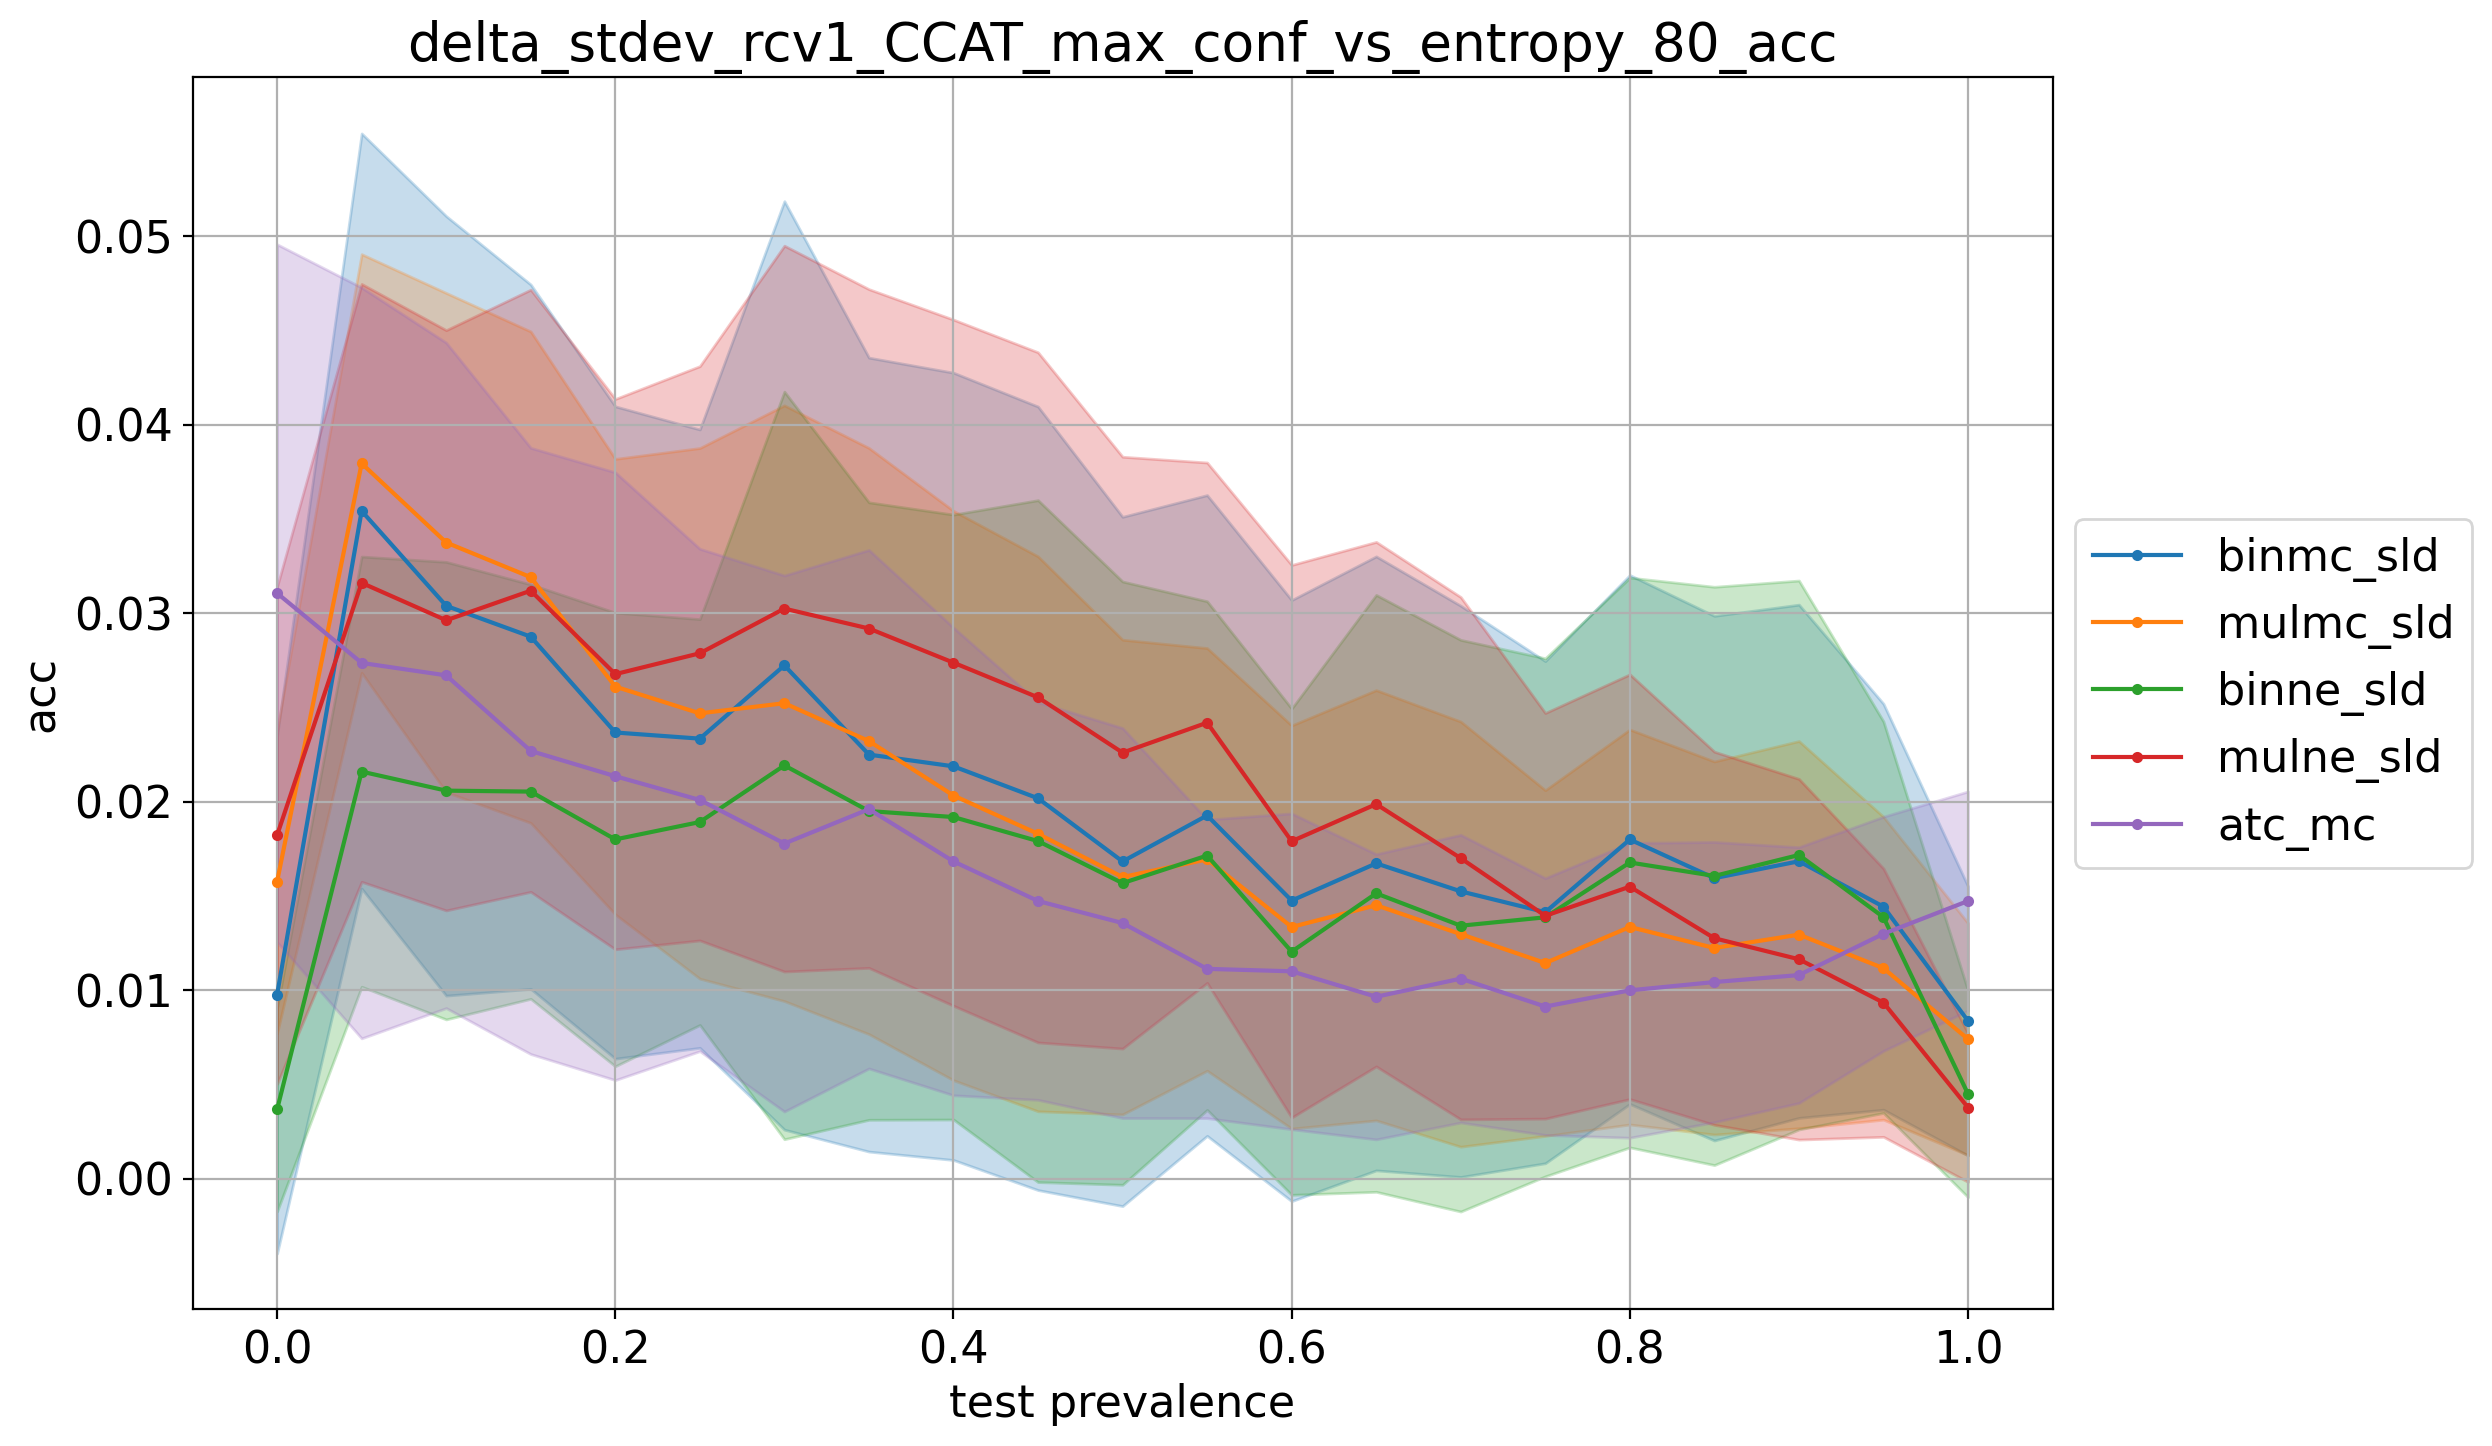 delta_stdev_rcv1_CCAT_max_conf_vs_entropy_80_acc
acc
0.05
0.04
0.03
0.02
0.01
0.00
0.0 0.2 0.4 0.6 0.8 1.0
test prevalence
binmc_sld
mulmc_sld
binne_sld
mulne_sld
atc_mc